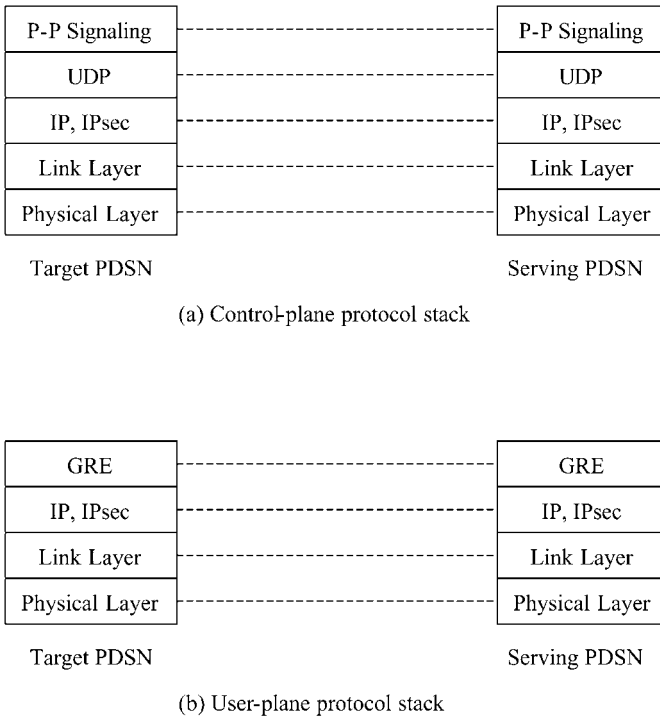 P-P Signaling P-P Signaling
UDP UDP
IP, IPsec IP, IPsec
Link Layer Link Layer
Physical Layer Physical Layer
Target PDSN Serving PDSN
(a) Control-plane protocol stack
GRE GRE
IP, IPsec IP, IPsec
Link Layer Link Layer
Physical Layer Physical Layer
Target PDSN Serving PDSN
(b) User-plane protocol stack